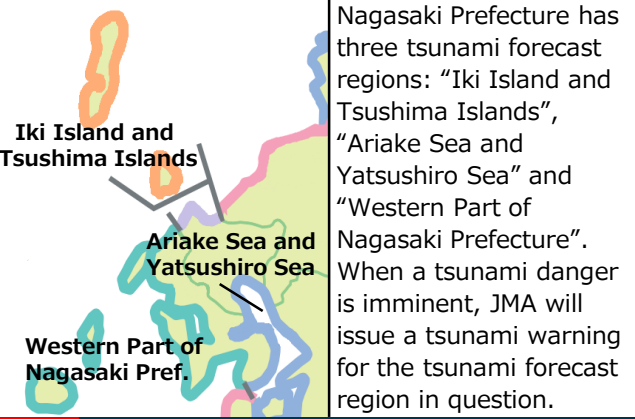 Iki Island and
Tsushima Islands
Ariake Sea and
Yatsushiro Sea
Western Part of
Nagasaki Pref.
Nagasaki Prefecture has
three tsunami forecast
regions: “Iki Island and
Tsushima Islands”,
“Ariake Sea and
Yatsushiro Sea” and
“Western Part of
Nagasaki Prefecture”.
When a tsunami danger
is imminent, JMA will
issue a tsunami warning
for the tsunami forecast
region in question.